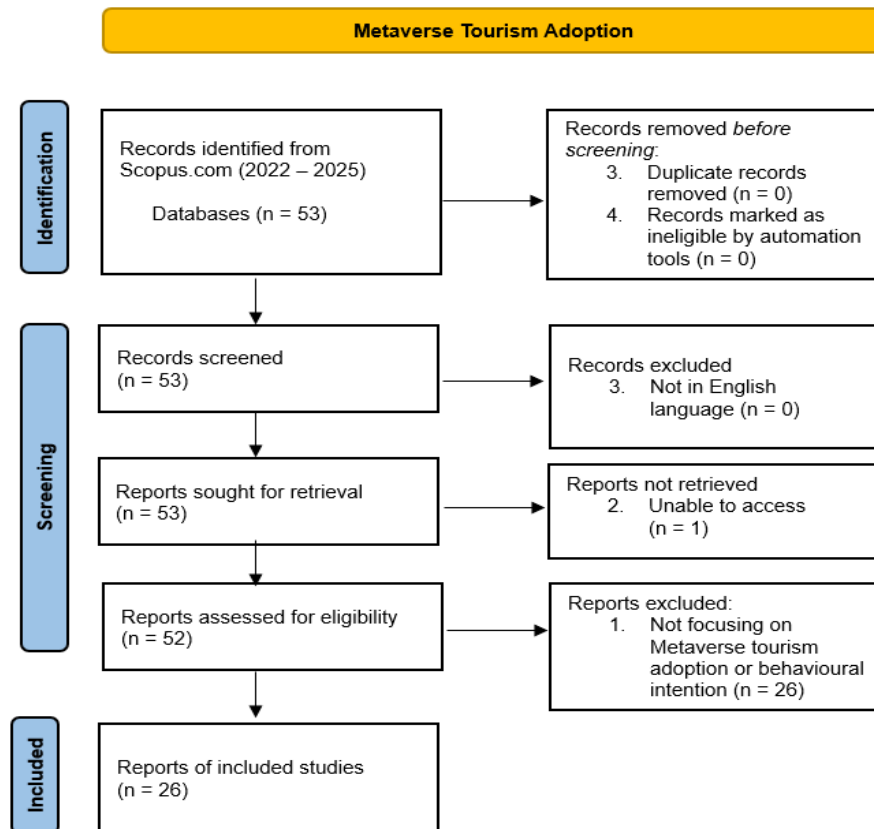 Metaverse Tourism Adoption
Identification
Records identified from
Scopus.com (2022 – 2025)
Databases (n = 53)
Records removed before
screening:
3. Duplicate records
removed (n = 0)
4. Records marked as
ineligible by automation
tools (n = 0)
Screening
Records screened
(n = 53)
Records excluded
3. Not in English
language (n = 0)
Reports sought for retrieval
(n = 53)
Reports not retrieved
2. Unable to access
(n = 1)
Reports assessed for eligibility
(n = 52)
Reports excluded:
1. Not focusing on
Metaverse tourism
adoption or behavioural
intention (n = 26)
Included
Reports of included studies
(n = 26)